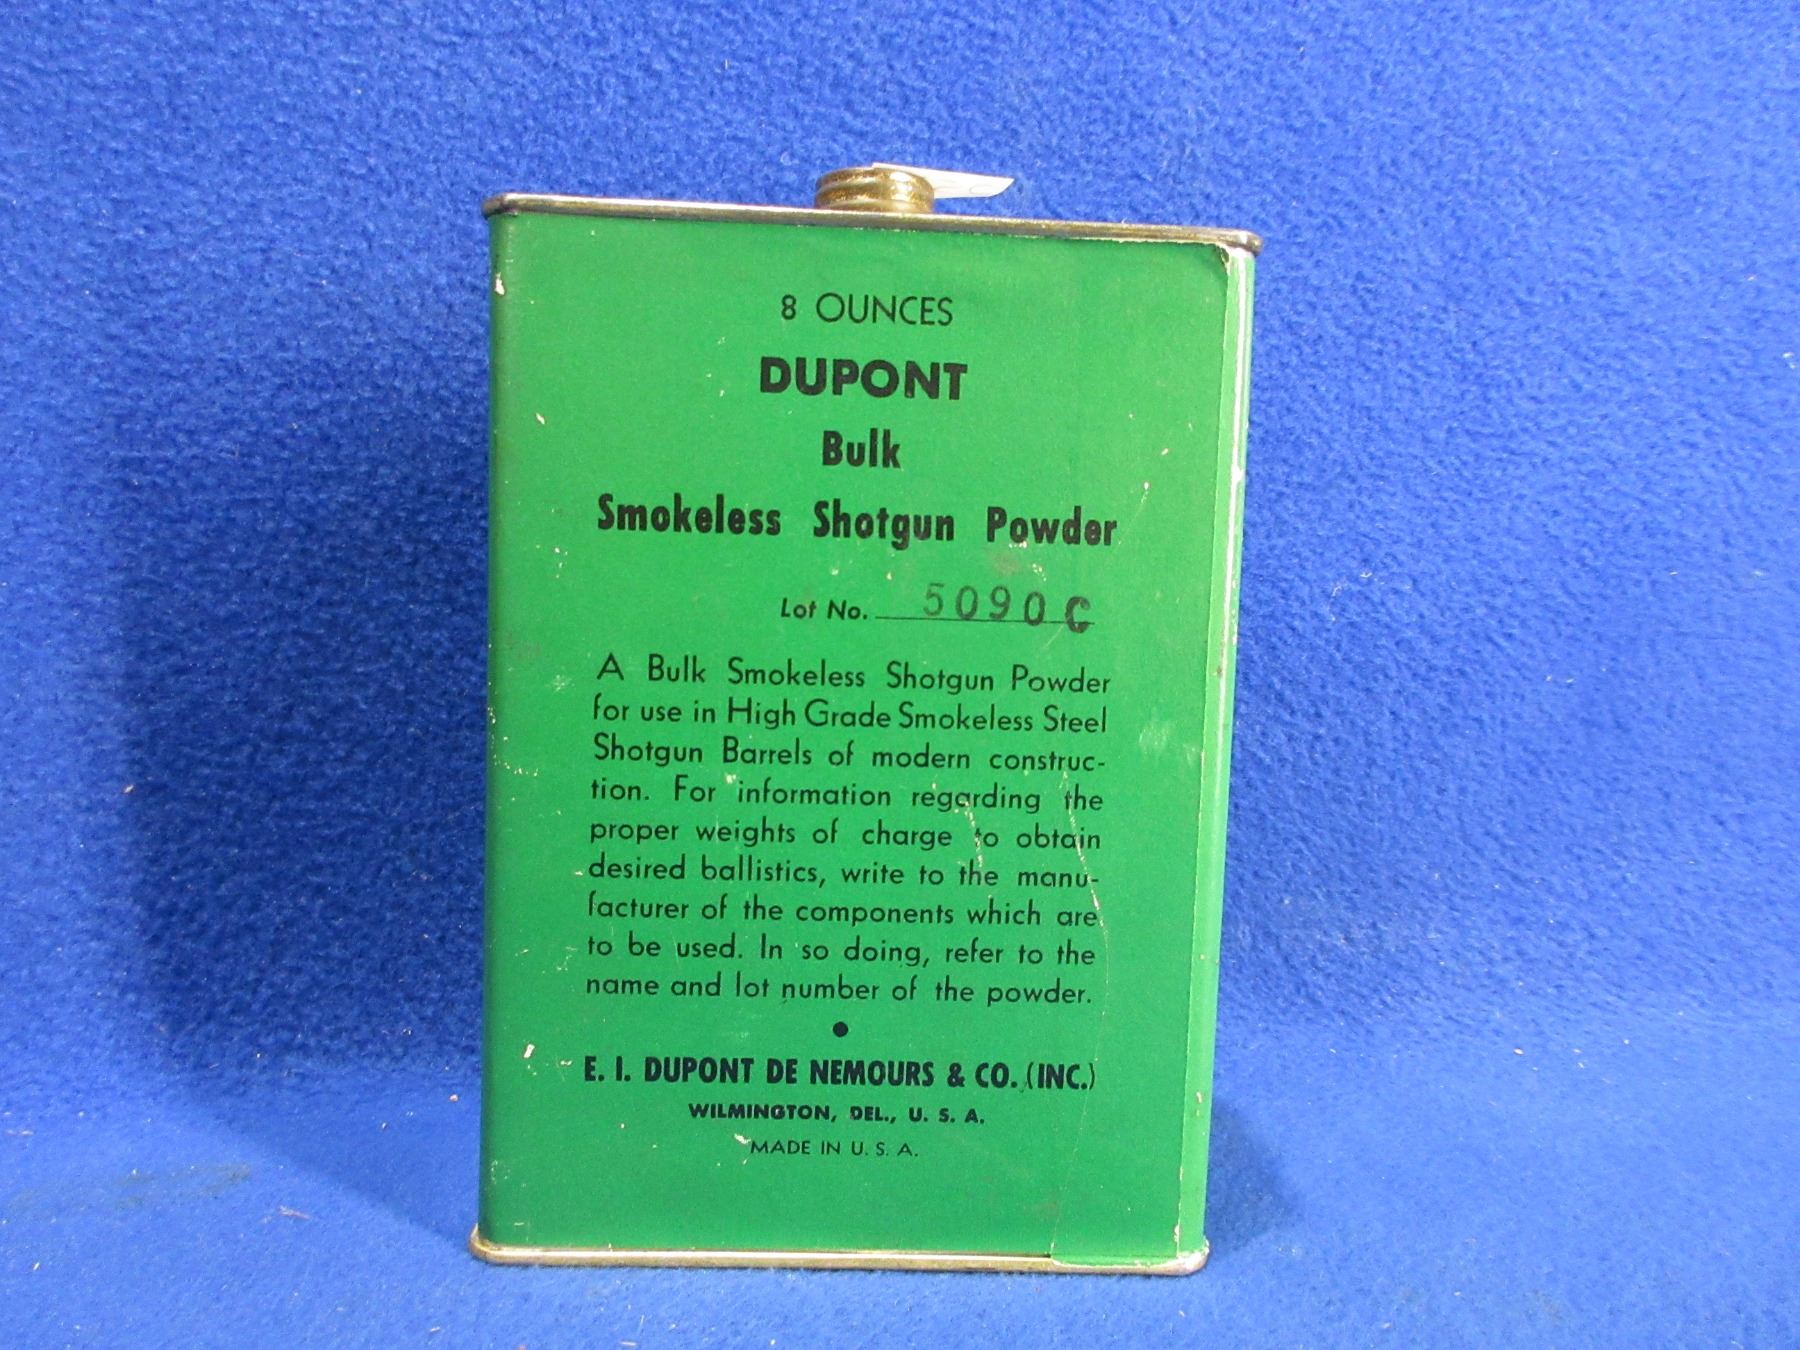 8 OUNCES
DUPONT
Bulk
Smokeless Shotgun Powder
Lot No. 5090 C
A Bulk Smokeless Shotgun Powder
for use in High Grade Smokeless Steel
Shotgun Barrels of modern construc-
tion. For information regarding the
proper weights of charge to obtain
desired ballistics, write to the manu-
facturer of the components which are
to be used. In so doing, refer to the
name and lot number of the powder.
E. I. DUPONT DE NEMOURS & CO. (INC.)
WILMINGTON, DEL., U. S. A.
MADE IN U. S. A.